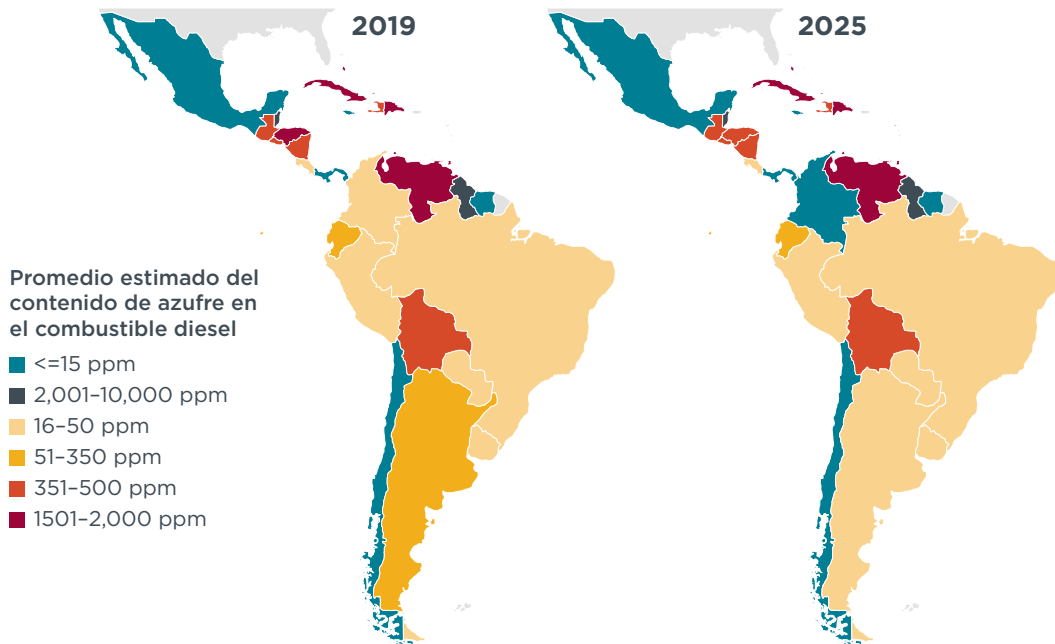 2019
2025
Promedio estimado del
contenido de azufre en
el combustible diesel
<=15 ppm
2,001–10,000 ppm
16–50 ppm
51–350 ppm
351–500 ppm
1501–2,000 ppm